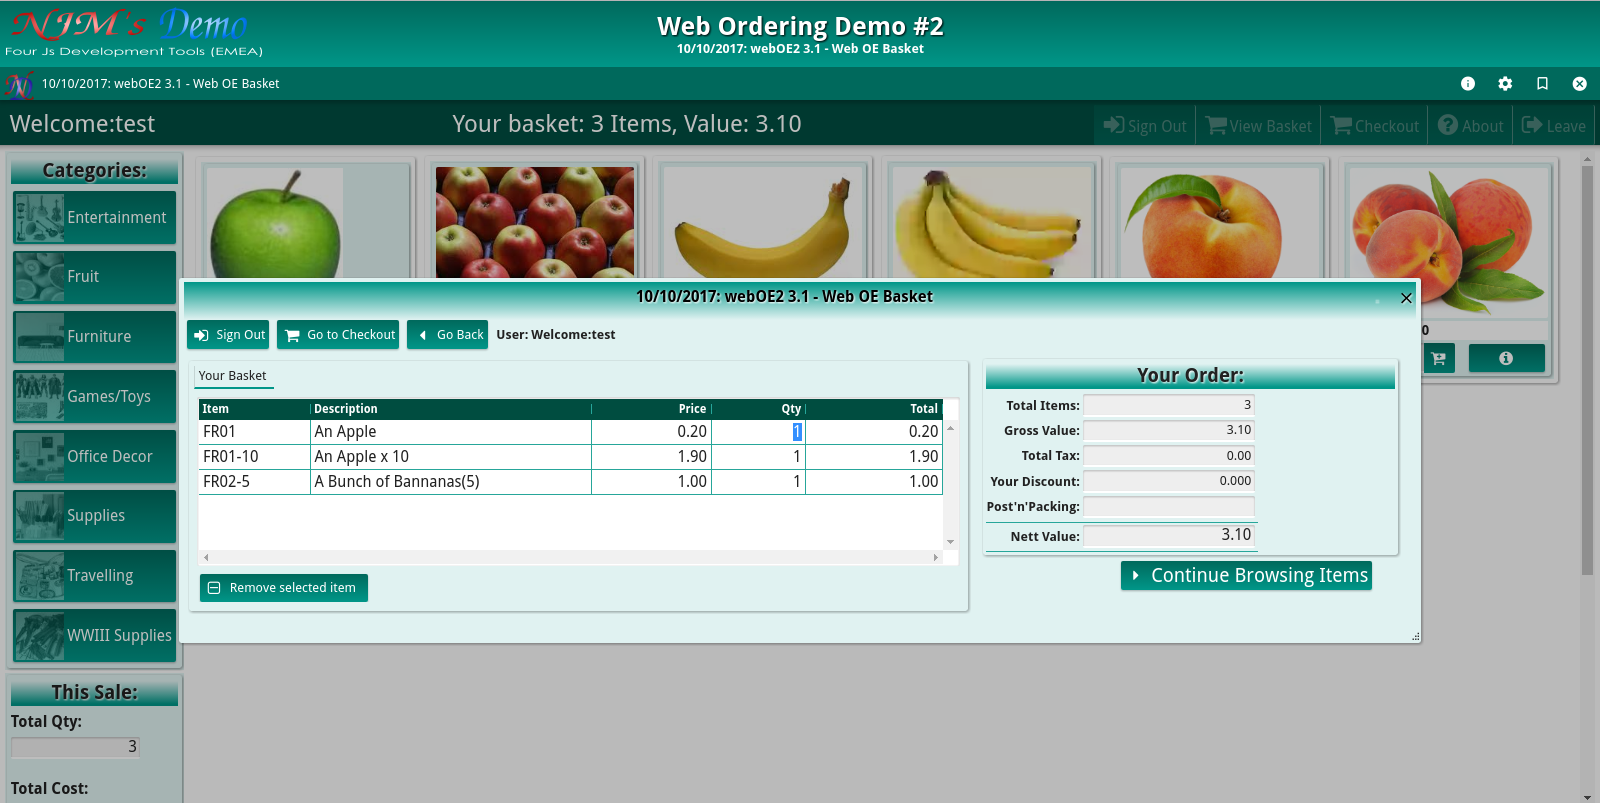 NJM's Demo
Four Js Development Tools (EMEA)
Web Ordering Demo #2
10/10/2017: webOE2 3.1 - Web OE Basket
10/10/2017: webOE2 3.1 - Web OE Basket
Welcome:test
Your basket: 3 Items, Value: 3.10
Sign Out
View Basket
Checkout
About
Leave
Categories:
Entertainment
Fruit
Furniture
Games/Toys
Office Decor
Supplies
Travelling
WWIII Supplies
This Sale:
Total Qty:
3
Total Cost:
0
10/10/2017: webOE2 3.1 - Web OE Basket
Sign Out
Go to Checkout
Go Back
User: Welcome:test
Your Basket
Item Description Price Qty Total
FR01 An Apple 0.20 1 0.20
FR01-10 An Apple x 10 1.90 1 1.90
FR02-5 A Bunch of Bannanas(5) 1.00 1 1.00
Remove selected item
Your Order:
Total Items: 3
Gross Value: 3.10
Total Tax: 0.00
Your Discount: 0.000
Post'n'Packing:
Nett Value: 3.10
Continue Browsing Items